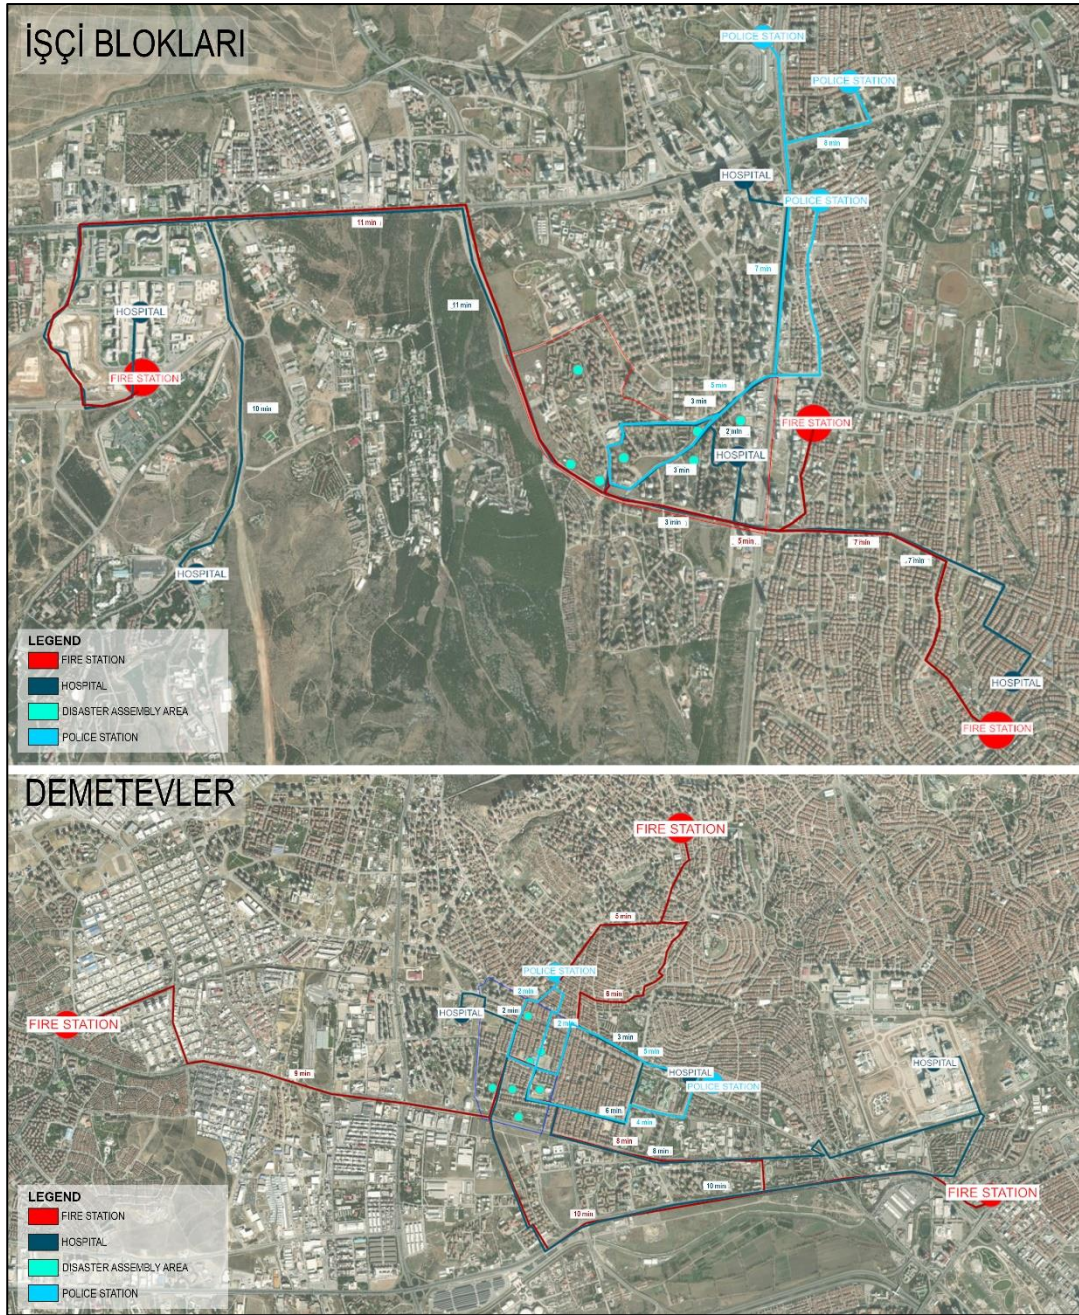 İŞÇİ BLOKLARI
POLICE STATION
POLICE STATION
8 min
HOSPITAL
POLICE STATION
11 min
7 min
11 min
HOSPITAL
FIRE STATION
5 min
3 min
10 min
2 min
FIRE STATION
HOSPITAL
3 min
3 min
5 min
7 min
7 min
HOSPITAL
HOSPITAL
FIRE STATION
LEGEND
FIRE STATION
HOSPITAL
DISASTER ASSEMBLY AREA
POLICE STATION
DEMETEVLER
FIRE STATION
5 min
POLICE STATION
2 min
6 min
HOSPITAL
2 min
2 min
FIRE STATION
3 min
5 min
HOSPITAL
9 min
HOSPITAL
POLICE STATION
6 min
4 min
8 min
8 min
10 min
FIRE STATION
10 min
LEGEND
FIRE STATION
HOSPITAL
DISASTER ASSEMBLY AREA
POLICE STATION